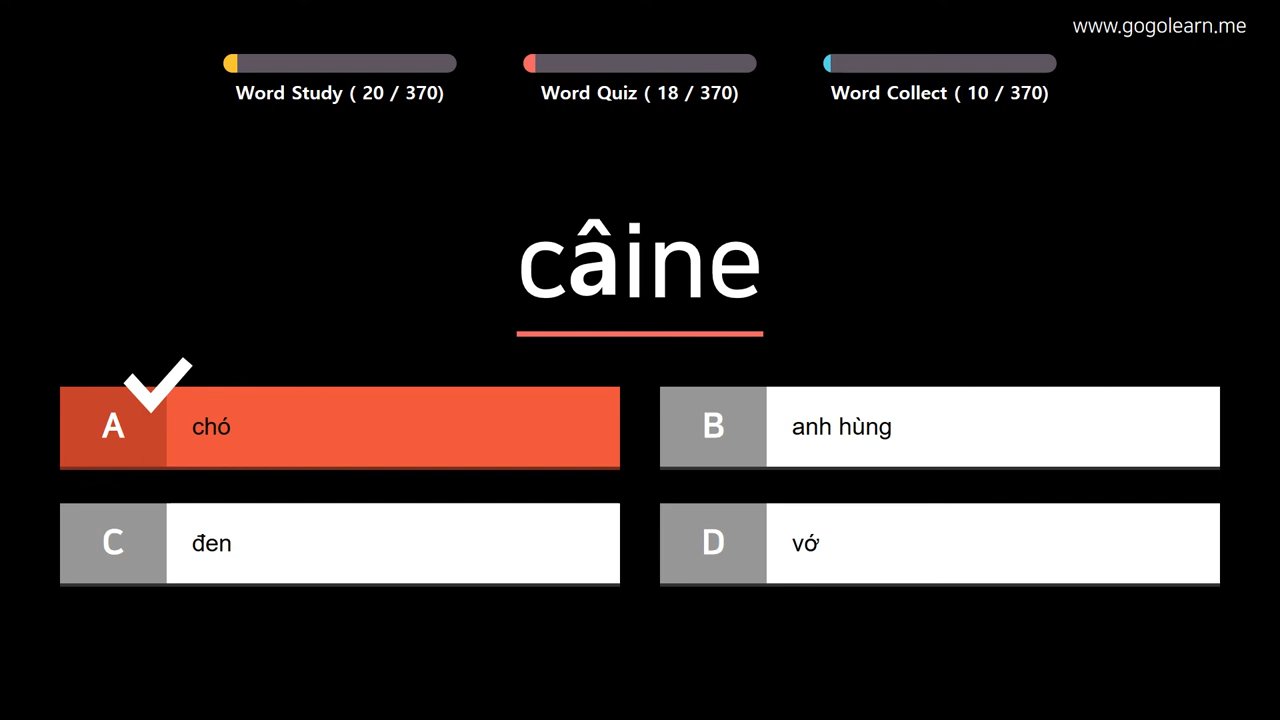 www.gogolearn.me
Word Study ( 20 / 370)
Word Quiz ( 18 / 370)
Word Collect ( 10 / 370)
câine
A chó
B anh hùng
C đen
D vớ